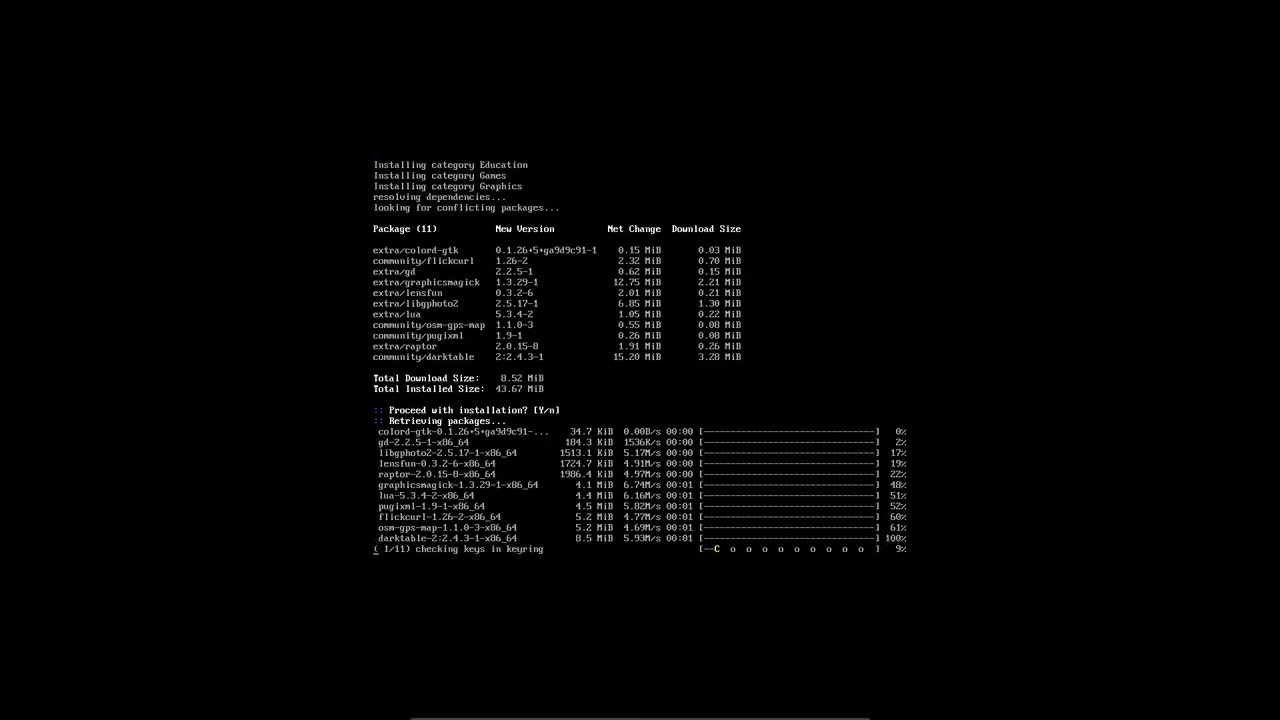 Installing category Education
Installing category Games
Installing category Graphics
resolving dependencies...
looking for conflicting packages...
Package (11) New Version Net Change Download Size
extra/colord-gtk 0.1.26+5+ga9d9c91-1 0.15 MiB 0.03 MiB
community/flickcurl 1.26-2 2.32 MiB 0.70 MiB
extra/gd 2.2.5-1 0.62 MiB 0.15 MiB
extra/graphicsmagick 1.3.29-1 12.75 MiB 2.21 MiB
extra/lensfun 0.3.2-6 2.01 MiB 0.21 MiB
extra/libgphoto2 2.5.17-1 6.85 MiB 1.30 MiB
extra/lua 5.3.4-2 1.05 MiB 0.22 MiB
community/osm-gps-map 1.1.0-3 0.55 MiB 0.08 MiB
community/pugixml 1.9-1 0.26 MiB 0.08 MiB
extra/raptor 2.0.15-8 1.91 MiB 0.26 MiB
community/darktable 2:2.4.3-1 15.20 MiB 3.28 MiB
Total Download Size: 8.52 MiB
Total Installed Size: 43.67 MiB
:: Proceed with installation? [Y/n]
:: Retrieving packages...
colord-gtk-0.1.26+5+ga9d9c91-... 34.7 KiB 0.00B/s 00:00 [----------------------------------] 0%
gd-2.2.5-1-x86_64 184.3 KiB 1536K/s 00:00 [----------------------------------] 2%
libgphoto2-2.5.17-1-x86_64 1513.1 KiB 5.17M/s 00:00 [----------------------------------] 17%
lensfun-0.3.2-6-x86_64 1724.7 KiB 4.91M/s 00:00 [----------------------------------] 19%
raptor-2.0.15-8-x86_64 1986.4 KiB 4.97M/s 00:00 [----------------------------------] 22%
graphicsmagick-1.3.29-1-x86_64 4.1 MiB 6.74M/s 00:01 [----------------------------------] 48%
lua-5.3.4-2-x86_64 4.4 MiB 6.16M/s 00:01 [----------------------------------] 51%
pugixml-1.9-1-x86_64 4.5 MiB 5.82M/s 00:01 [----------------------------------] 52%
flickcurl-1.26-2-x86_64 5.2 MiB 4.77M/s 00:01 [----------------------------------] 60%
osm-gps-map-1.1.0-3-x86_64 5.2 MiB 4.69M/s 00:01 [----------------------------------] 61%
darktable-2:2.4.3-1-x86_64 8.5 MiB 5.93M/s 00:01 [----------------------------------] 100%
( 1/11) checking keys in keyring [--C o o o o o o o o o ] 9%